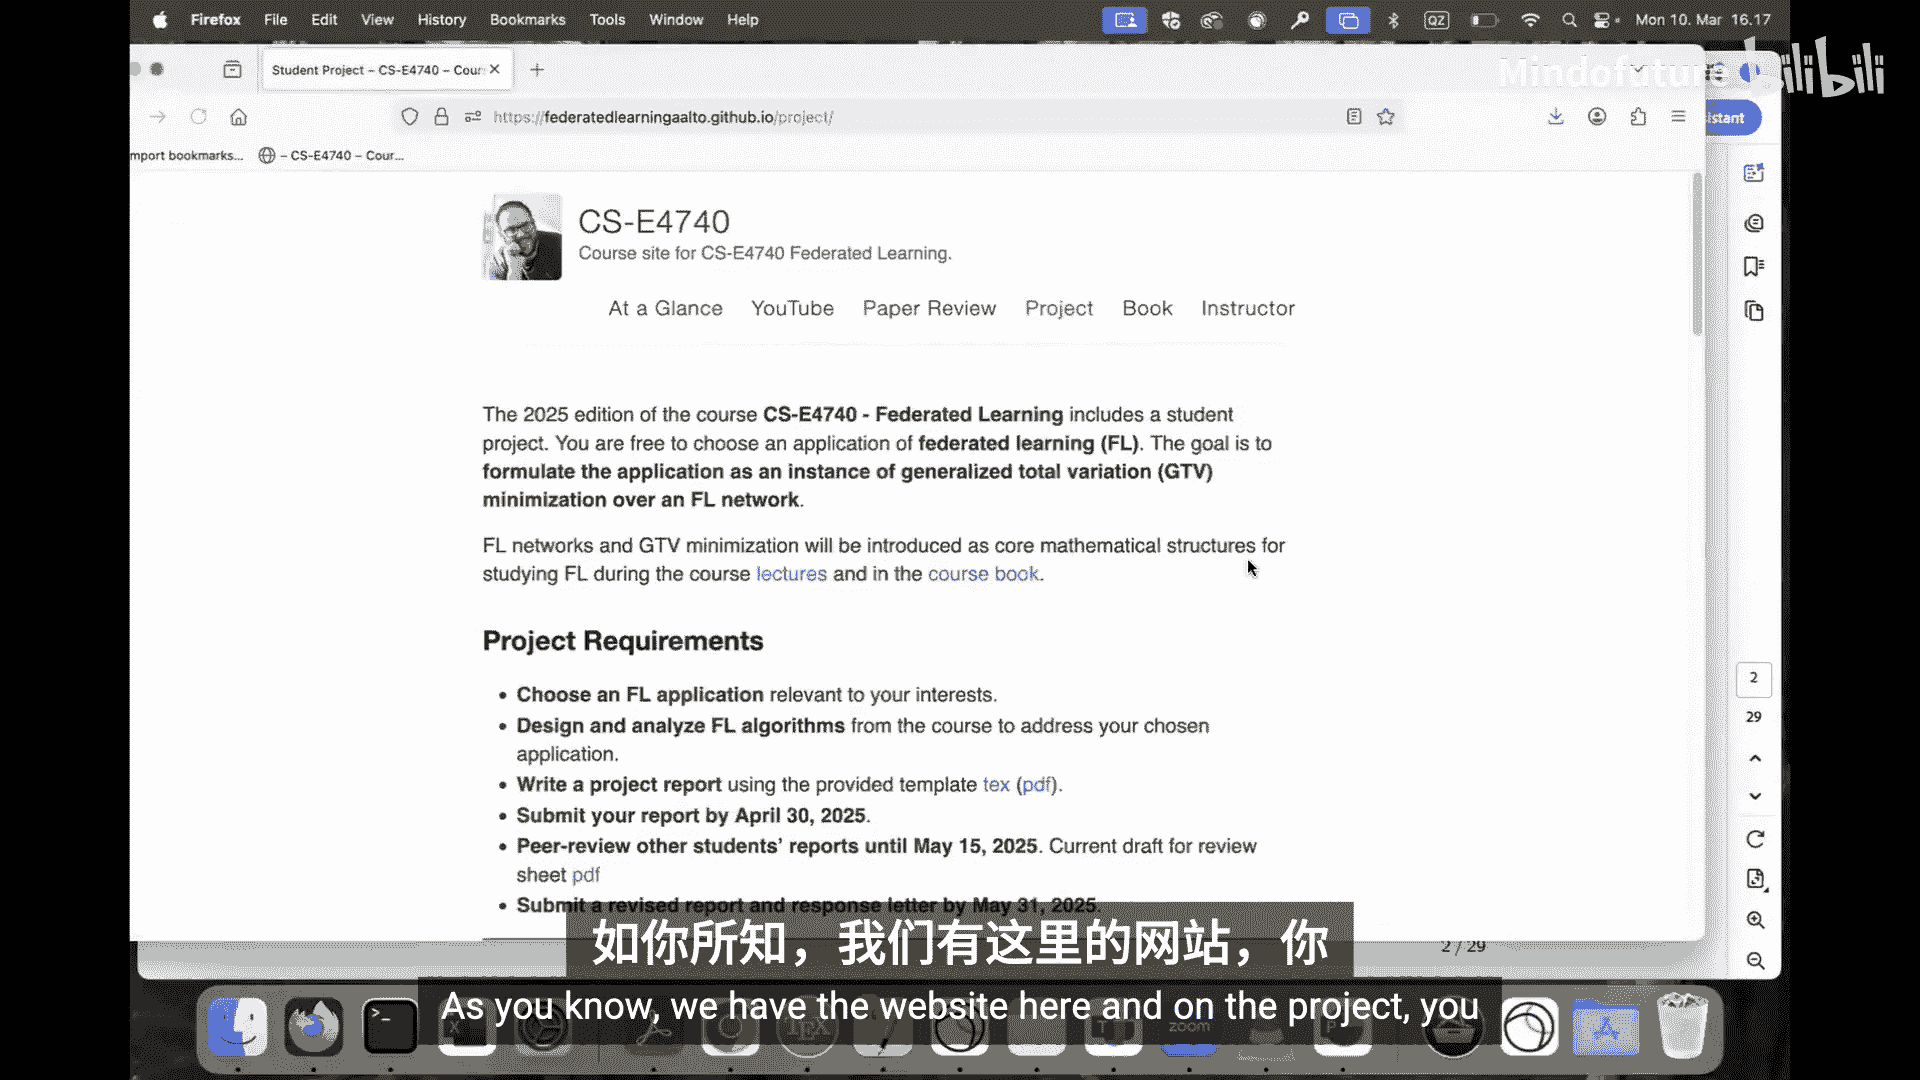 Firefox File Edit View History Bookmarks Tools Window Help
QZ
Mon 10. Mar 16.17
Student Project – CS-E4740 – Cour
Mindofuture
bilibili
https://federatedlearningaalto.github.io/project/
istant
mport bookmarks... – CS-E4740 – Cour...
CS-E4740
Course site for CS-E4740 Federated Learning.
At a Glance YouTube Paper Review Project Book Instructor
The 2025 edition of the course CS-E4740 - Federated Learning includes a student
project. You are free to choose an application of federated learning (FL). The goal is to
formulate the application as an instance of generalized total variation (GTV)
minimization over an FL network.
FL networks and GTV minimization will be introduced as core mathematical structures for
studying FL during the course lectures and in the course book.
Project Requirements
• Choose an FL application relevant to your interests.
• Design and analyze FL algorithms from the course to address your chosen
application.
• Write a project report using the provided template tex (pdf).
• Submit your report by April 30, 2025.
• Peer-review other students’ reports until May 15, 2025. Current draft for review
sheet pdf
• Submit a revised report and response letter by May 31, 2025.
2
29
2 / 29
如你所知，我们有这里的网站，你
As you know, we have the website here and on the project, you
zoom